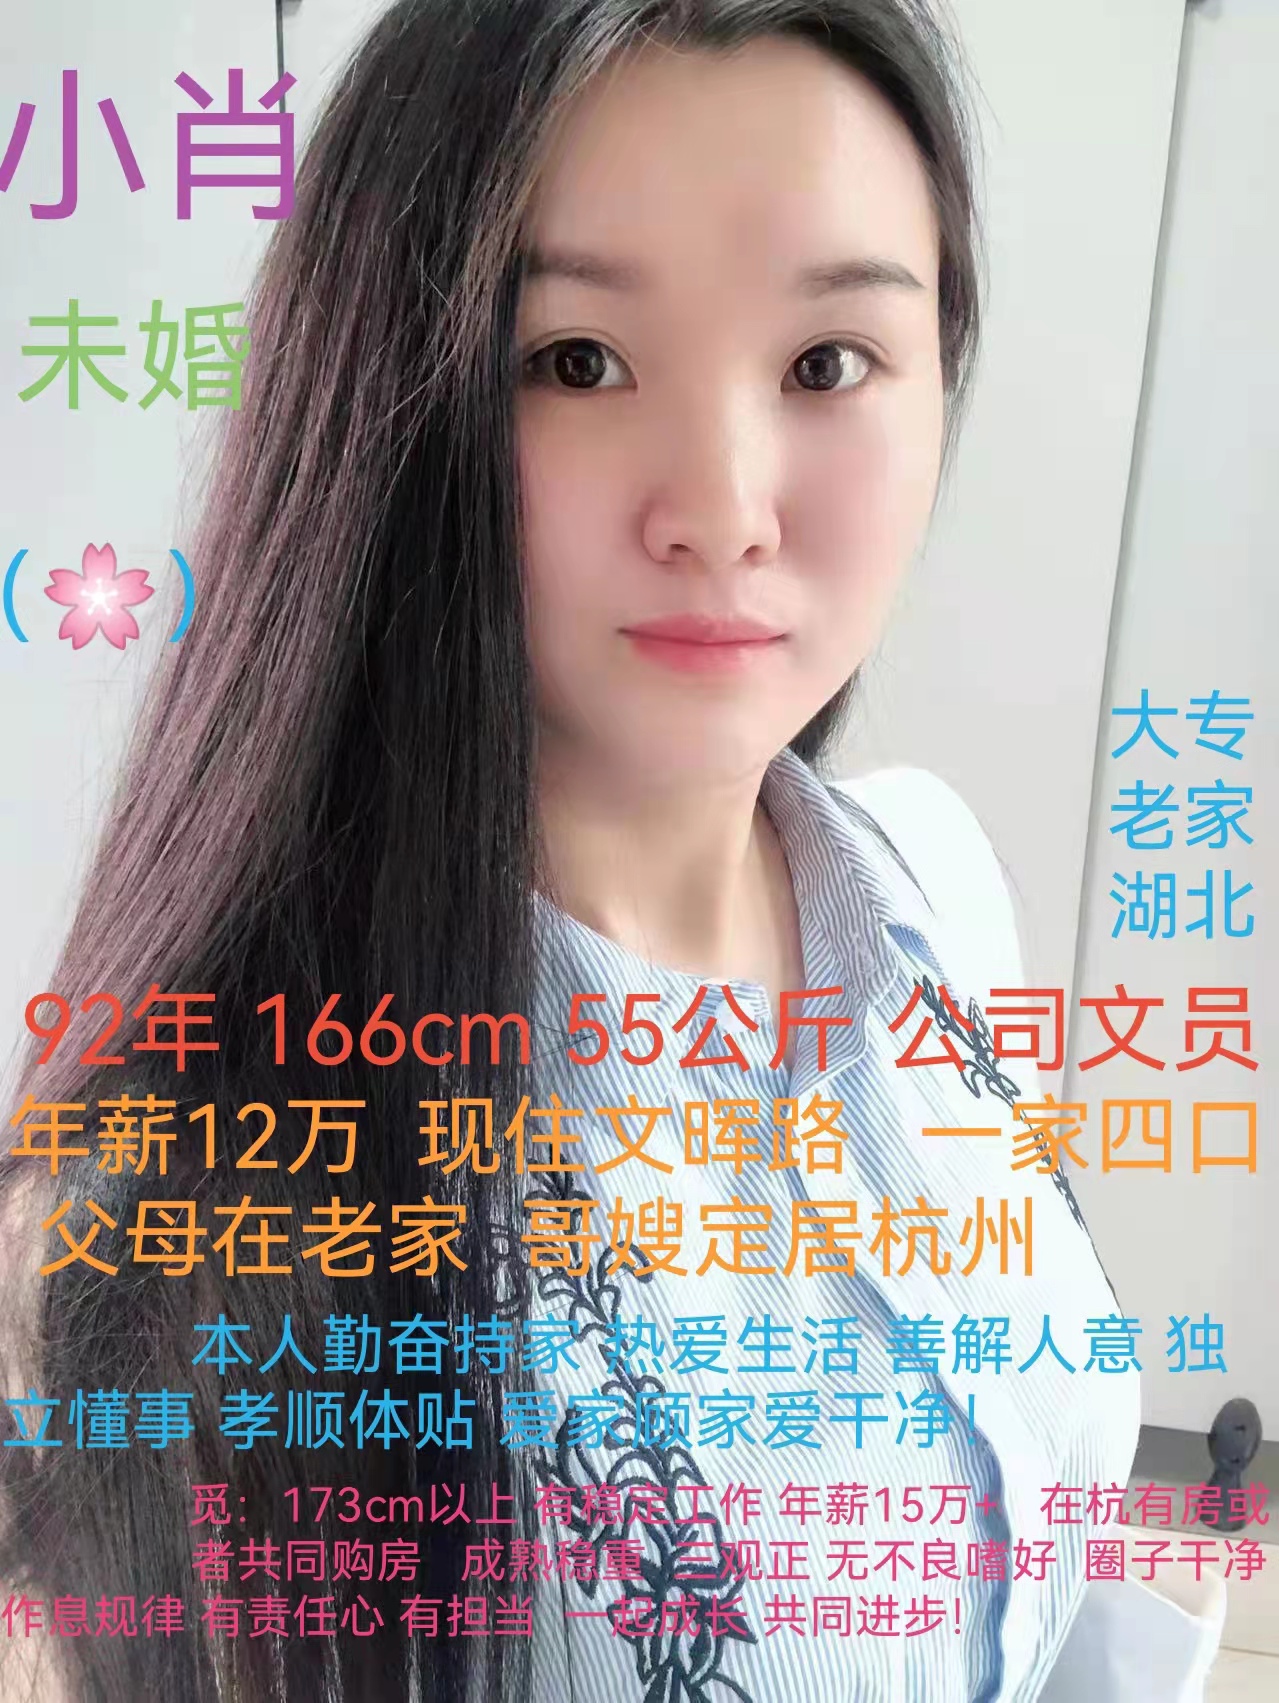 小肖
未婚
(🌸)
大专
老家
湖北
92年 166cm 55公斤 公司文员
年薪12万 现住文晖路 一家四口
父母在老家 哥嫂定居杭州
本人勤奋持家 热爱生活 善解人意 独
立懂事 孝顺体贴 爱家顾家爱干净!
觅：173cm以上 有稳定工作 年薪15万+ 在杭有房或
者共同购房 成熟稳重 三观正 无不良嗜好 圈子干净
作息规律 有责任心 有担当 一起成长 共同进步!